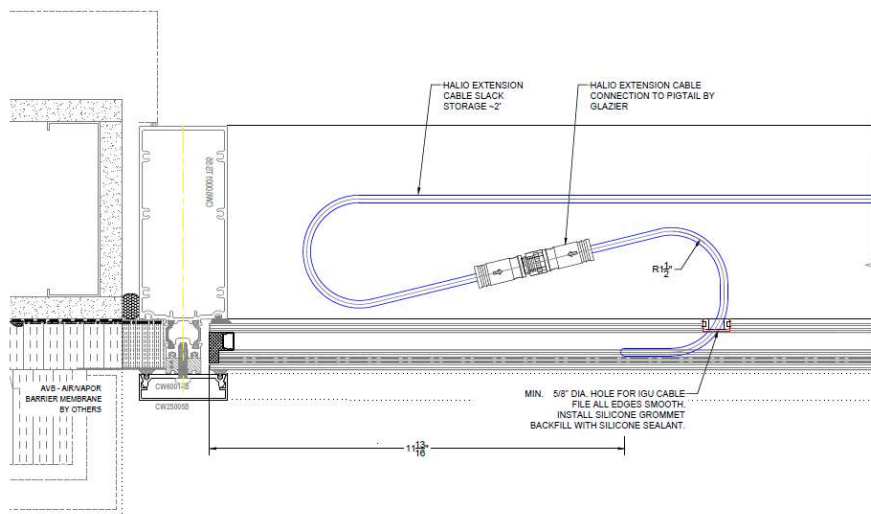 HALIO EXTENSION
CABLE SLACK
STORAGE ~2'
HALIO EXTENSION CABLE
CONNECTION TO PIGTAIL BY
GLAZIER
R1 1/2"
AVB - AIR/VAPOR
BARRIER MEMBRANE
BY OTHERS
CW25005B
MIN. 5/8" DIA. HOLE FOR IGU CABLE
FILE ALL EDGES SMOOTH.
INSTALL SILICONE GROMMET
BACKFILL WITH SILICONE SEALANT.
11 13/16"